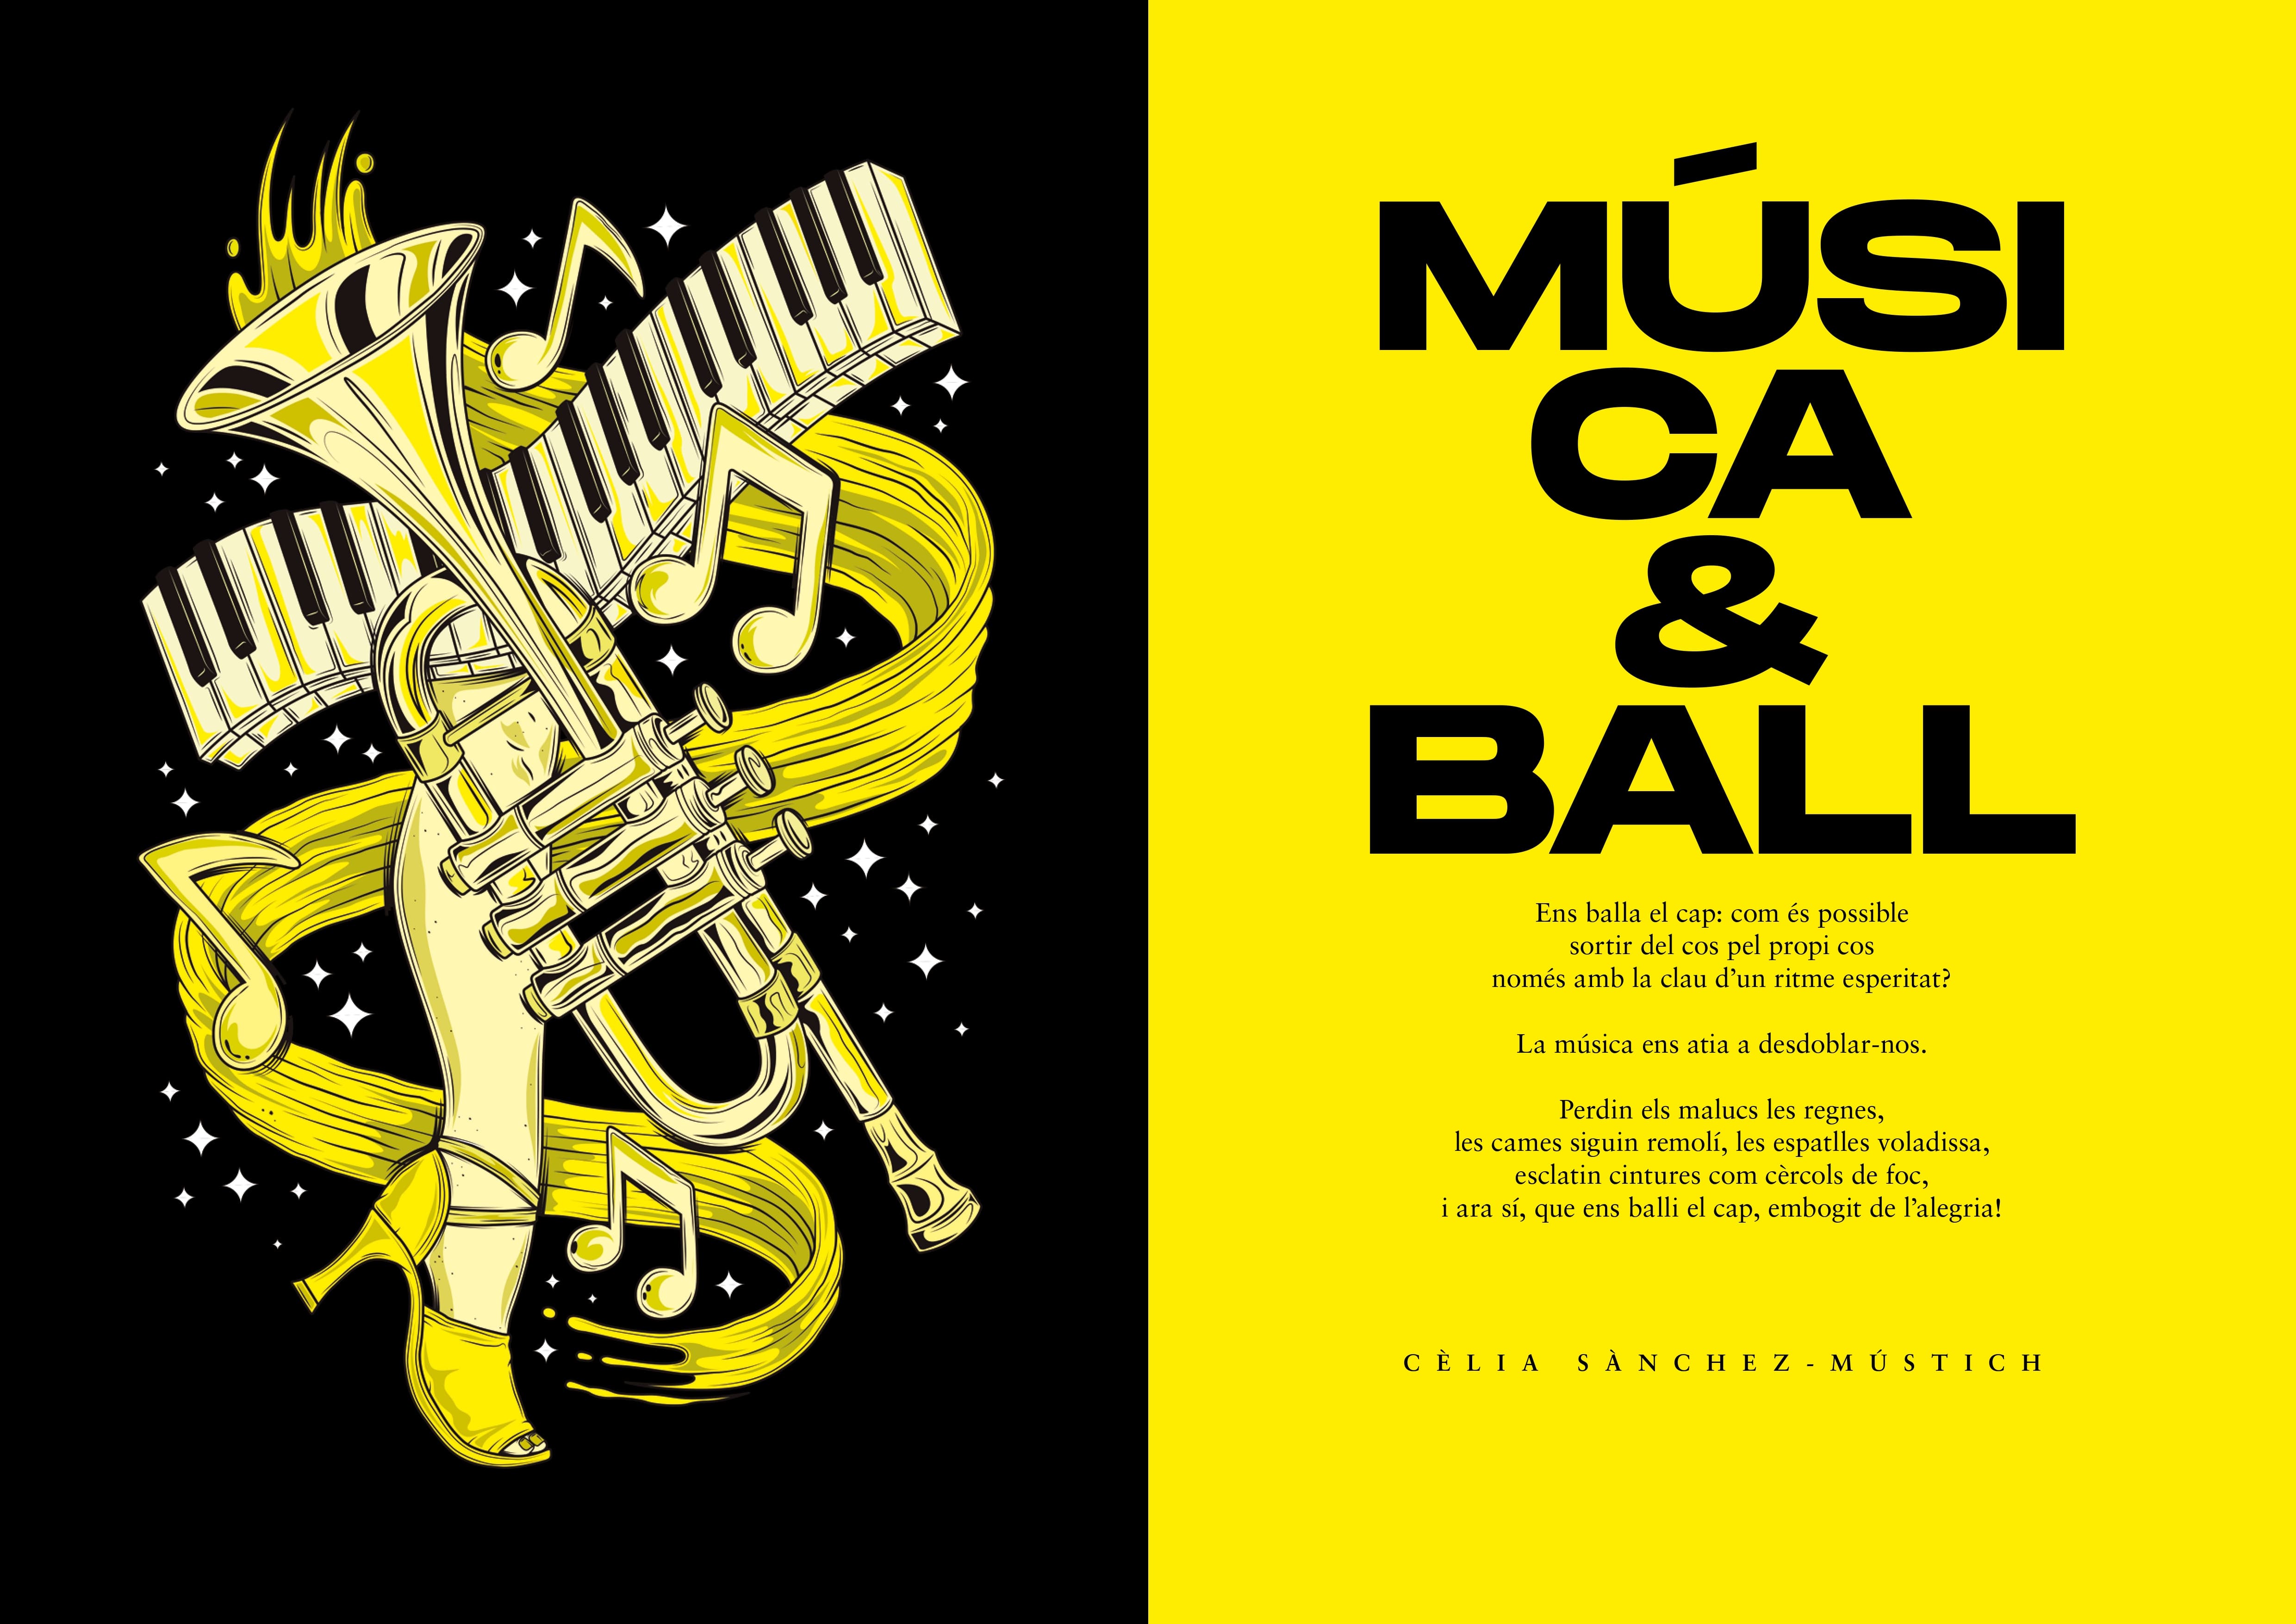 MÚSI
CA
&
BALL
Ens balla el cap: com és possible
sortir del cos pel propi cos
només amb la clau d’un ritme esperitat?
La música ens atia a desdoblar-nos.
Perdin els malucs les regnes,
les cames siguin remolí, les espatlles voladissa,
esclatin cintures com cèrcols de foc,
i ara sí, que ens balli el cap, embogit de l’alegria!
CÈLIA SÀNCHEZ-MÚSTICH